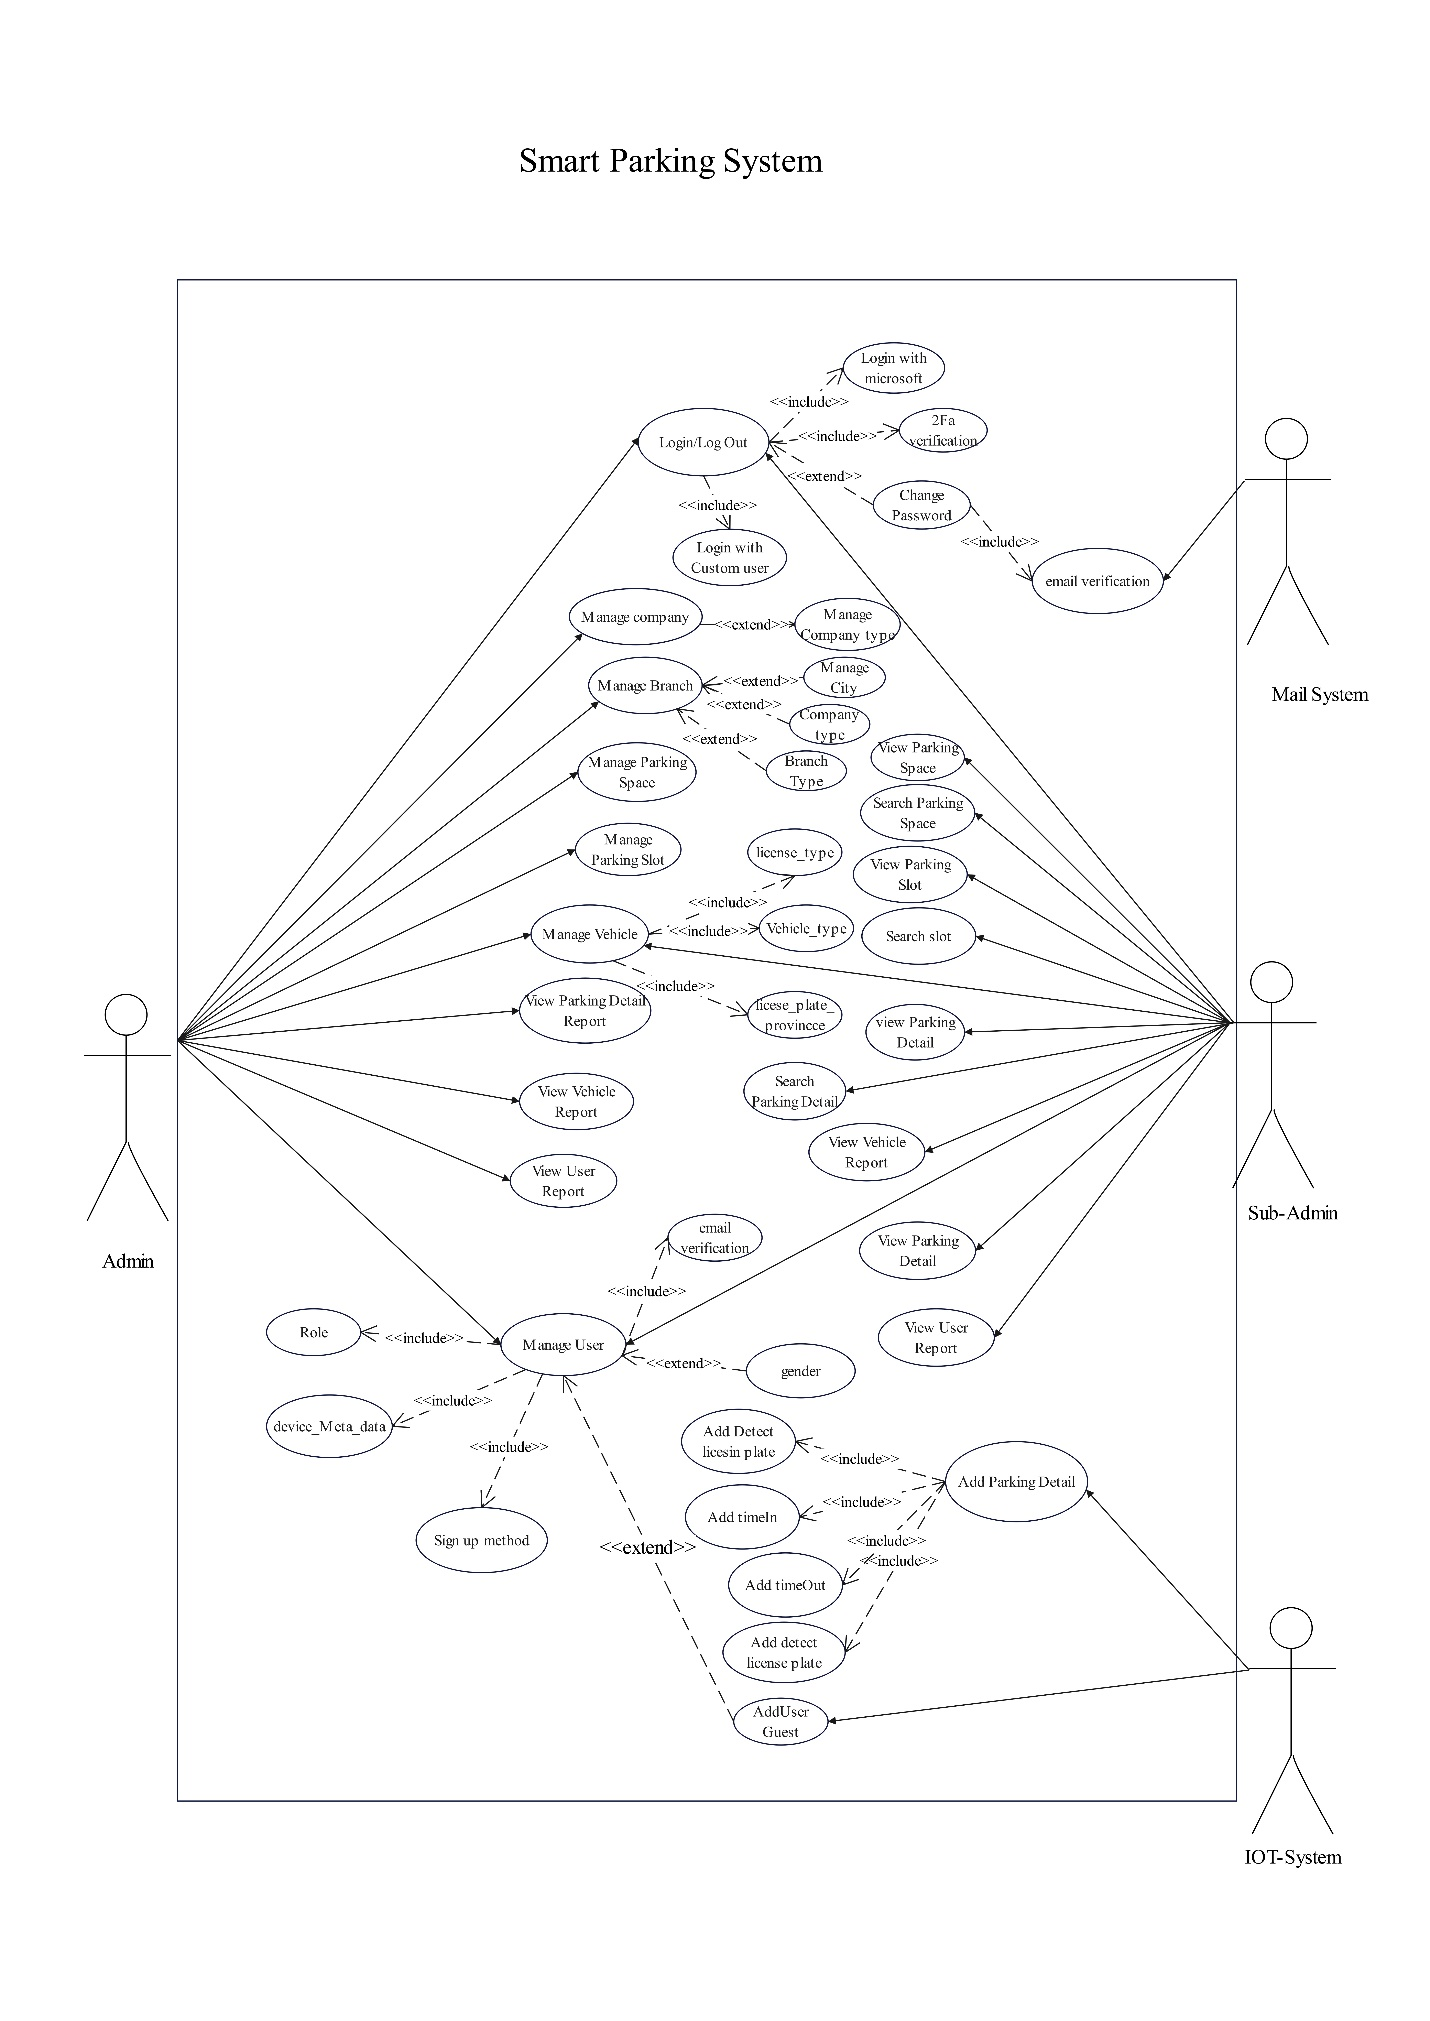 Smart Parking System
Login with
microsoft
<<include>>
2Fa
verification
<<include>>
Login/Log Out
<<extend>>
Change
Password
<<include>>
<<include>>
Login with
Custom user
email verification
Manage company
<<extend>>
Manage
Company type
Manage Branch
<<extend>>
Manage
City
<<extend>>
Company
type
<<extend>>
Branch
Type
Mail System
Manage Parking
Space
View Parking
Space
Search Parking
Space
Manage
Parking Slot
license_type
View Parking
Slot
<<include>>
Manage Vehicle
<<include>>
Vehicle_type
Search slot
<<include>>
View Parking Detail
Report
licese_plate_
provincce
view Parking
Detail
Search
Parking Detail
View Vehicle
Report
View Vehicle
Report
View User
Report
Admin
Sub-Admin
email
verification
View Parking
Detail
<<include>>
Role
<<include>>
Manage User
View User
Report
<<extend>>
gender
<<include>>
device_Meta_data
<<include>>
Add Detect
licesin plate
<<include>>
Add Parking Detail
<<include>>
Add timeIn
Sign up method
<<extend>>
<<include>>
<<include>>
Add timeOut
Add detect
license plate
AddUser
Guest
IOT-System